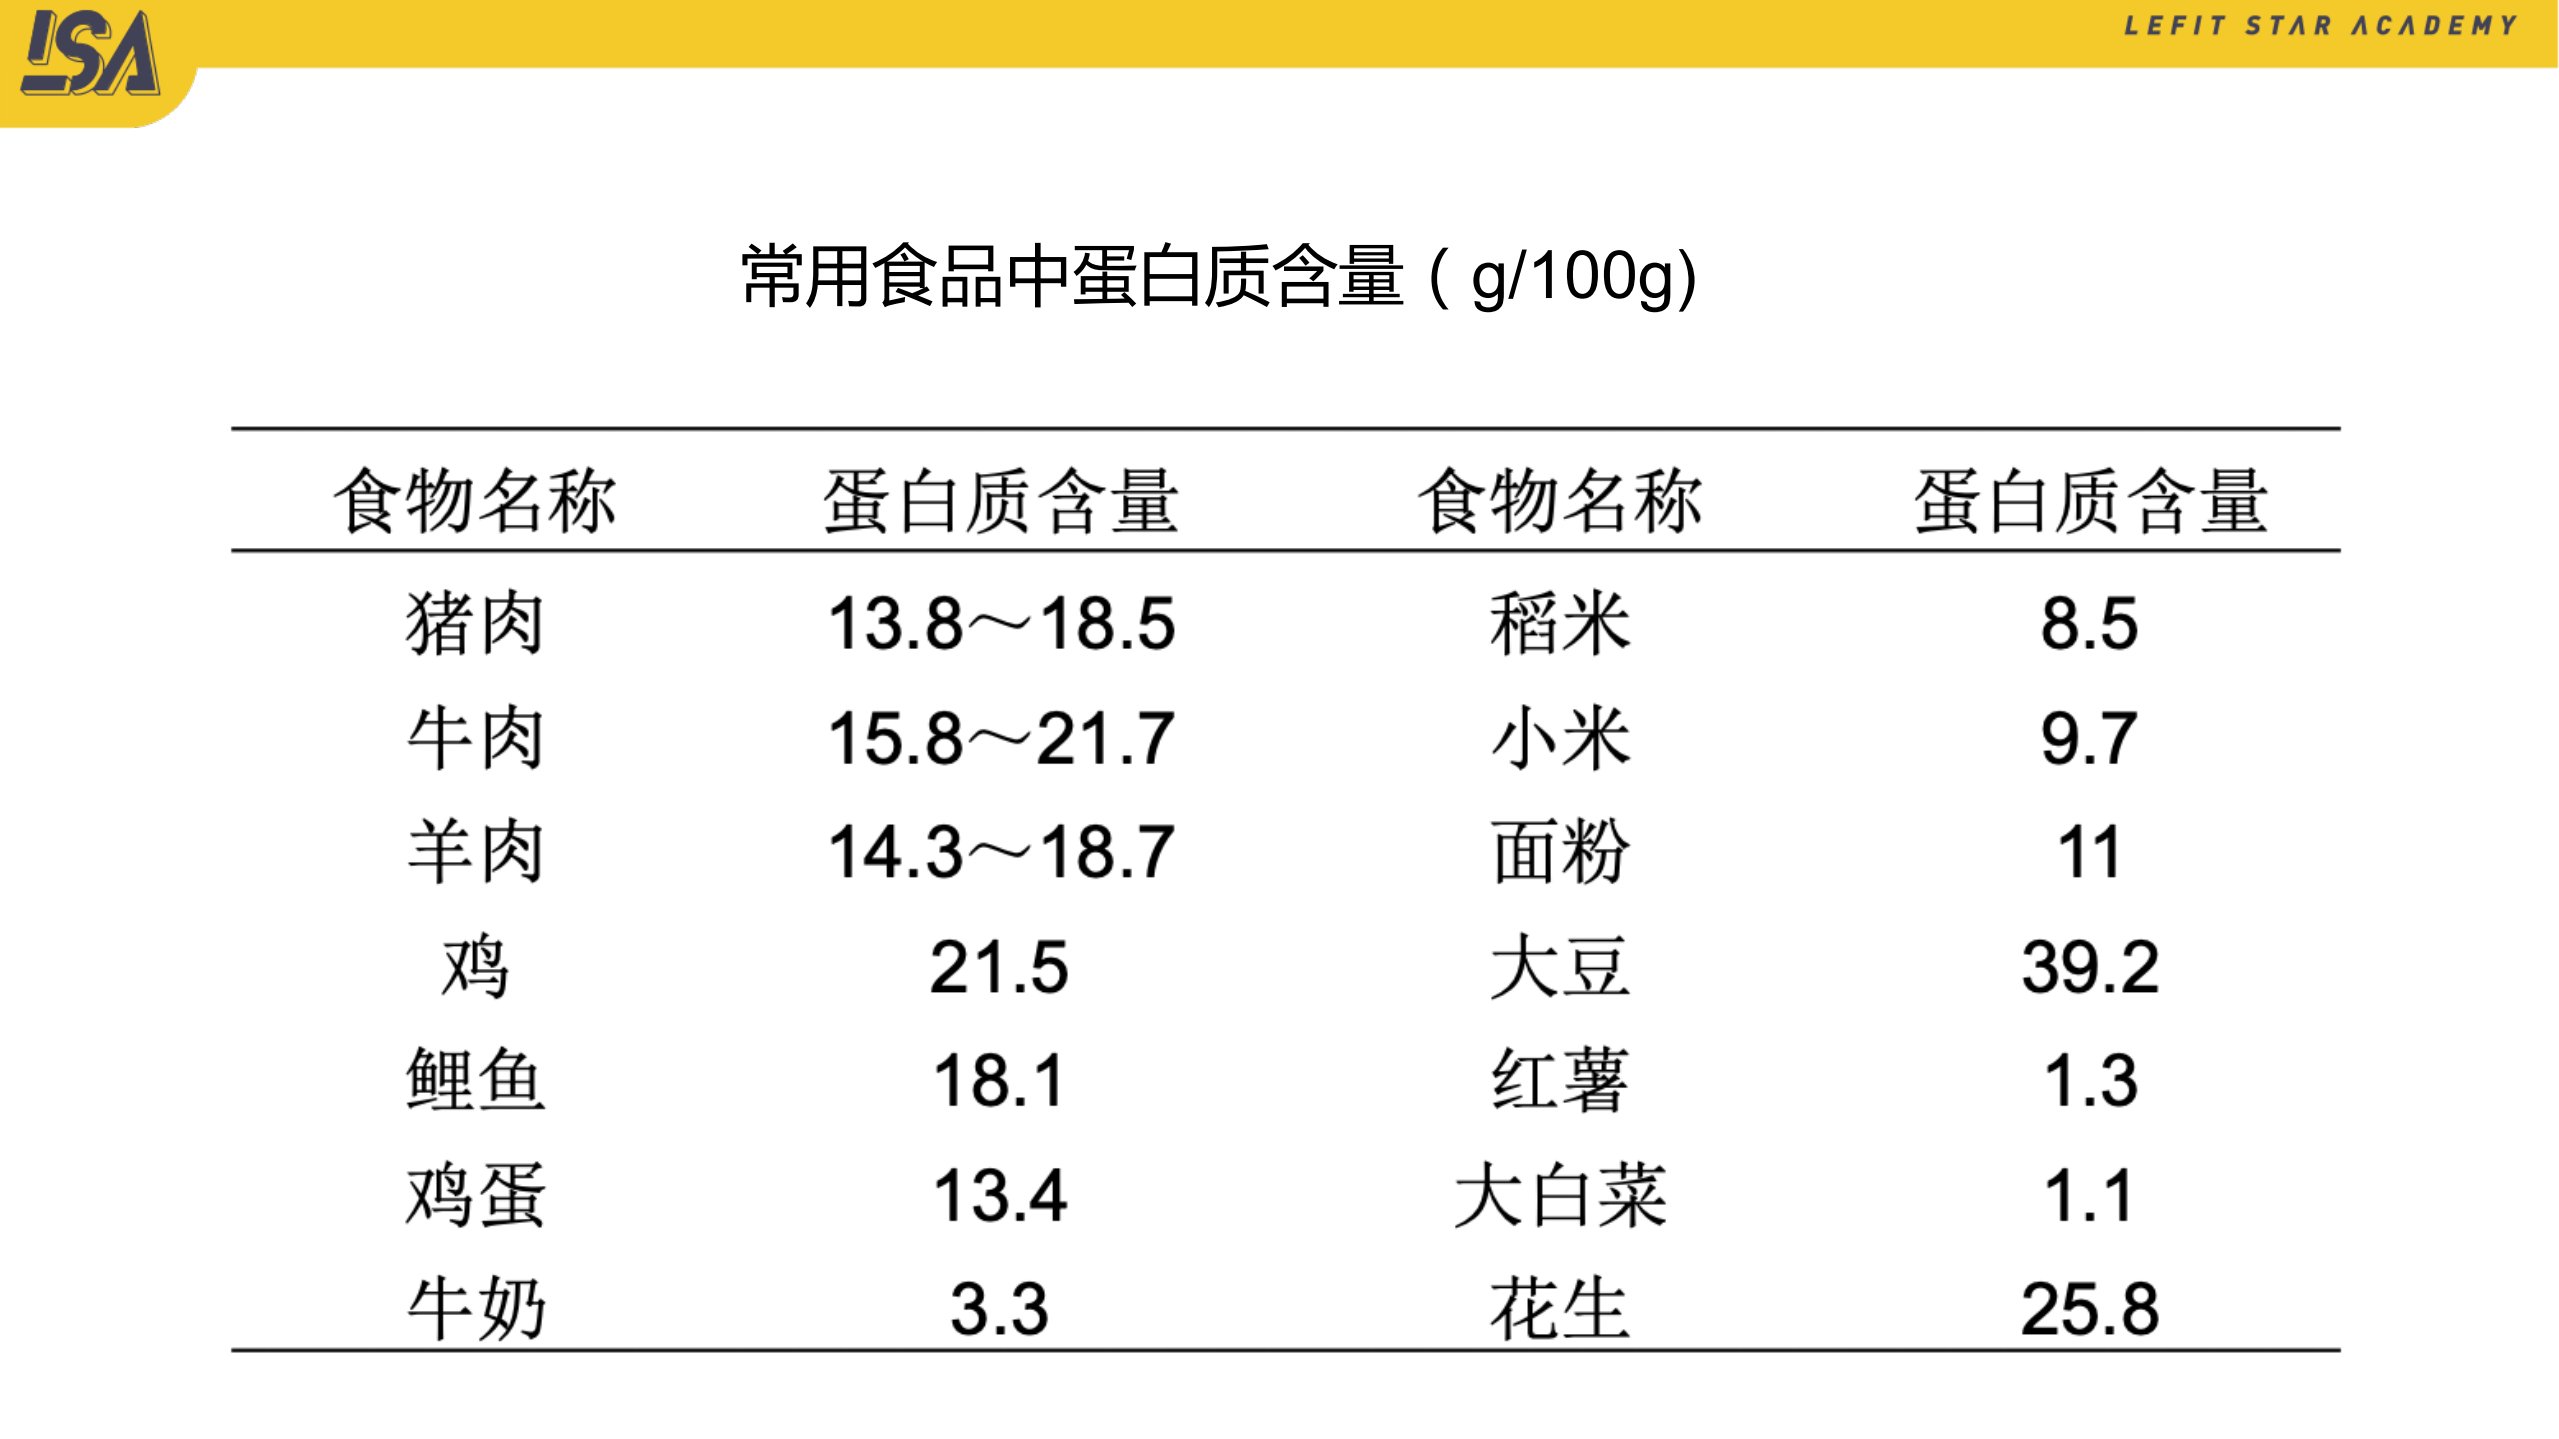 LSA
LEFIT STAR ACADEMY
常用食品中蛋白质含量（g/100g)
食物名称 蛋白质含量 食物名称 蛋白质含量
猪肉 13.8～18.5 稻米 8.5
牛肉 15.8～21.7 小米 9.7
羊肉 14.3～18.7 面粉 11
鸡 21.5 大豆 39.2
鲤鱼 18.1 红薯 1.3
鸡蛋 13.4 大白菜 1.1
牛奶 3.3 花生 25.8